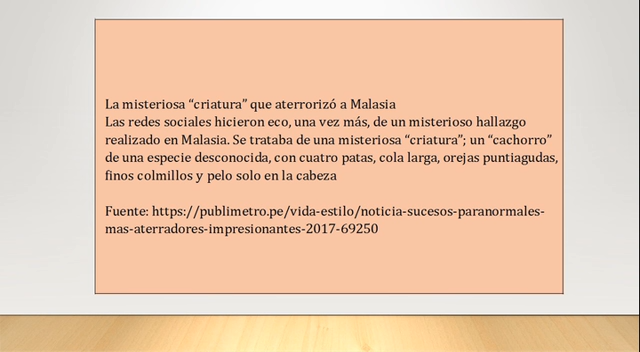 La misteriosa “criatura” que aterrorizó a Malasia
Las redes sociales hicieron eco, una vez más, de un misterioso hallazgo
realizado en Malasia. Se trataba de una misteriosa “criatura”; un “cachorro”
de una especie desconocida, con cuatro patas, cola larga, orejas puntiagudas,
finos colmillos y pelo solo en la cabeza
Fuente: https://publimetro.pe/vida-estilo/noticia-sucesos-paranormales-
mas-aterradores-impresionantes-2017-69250